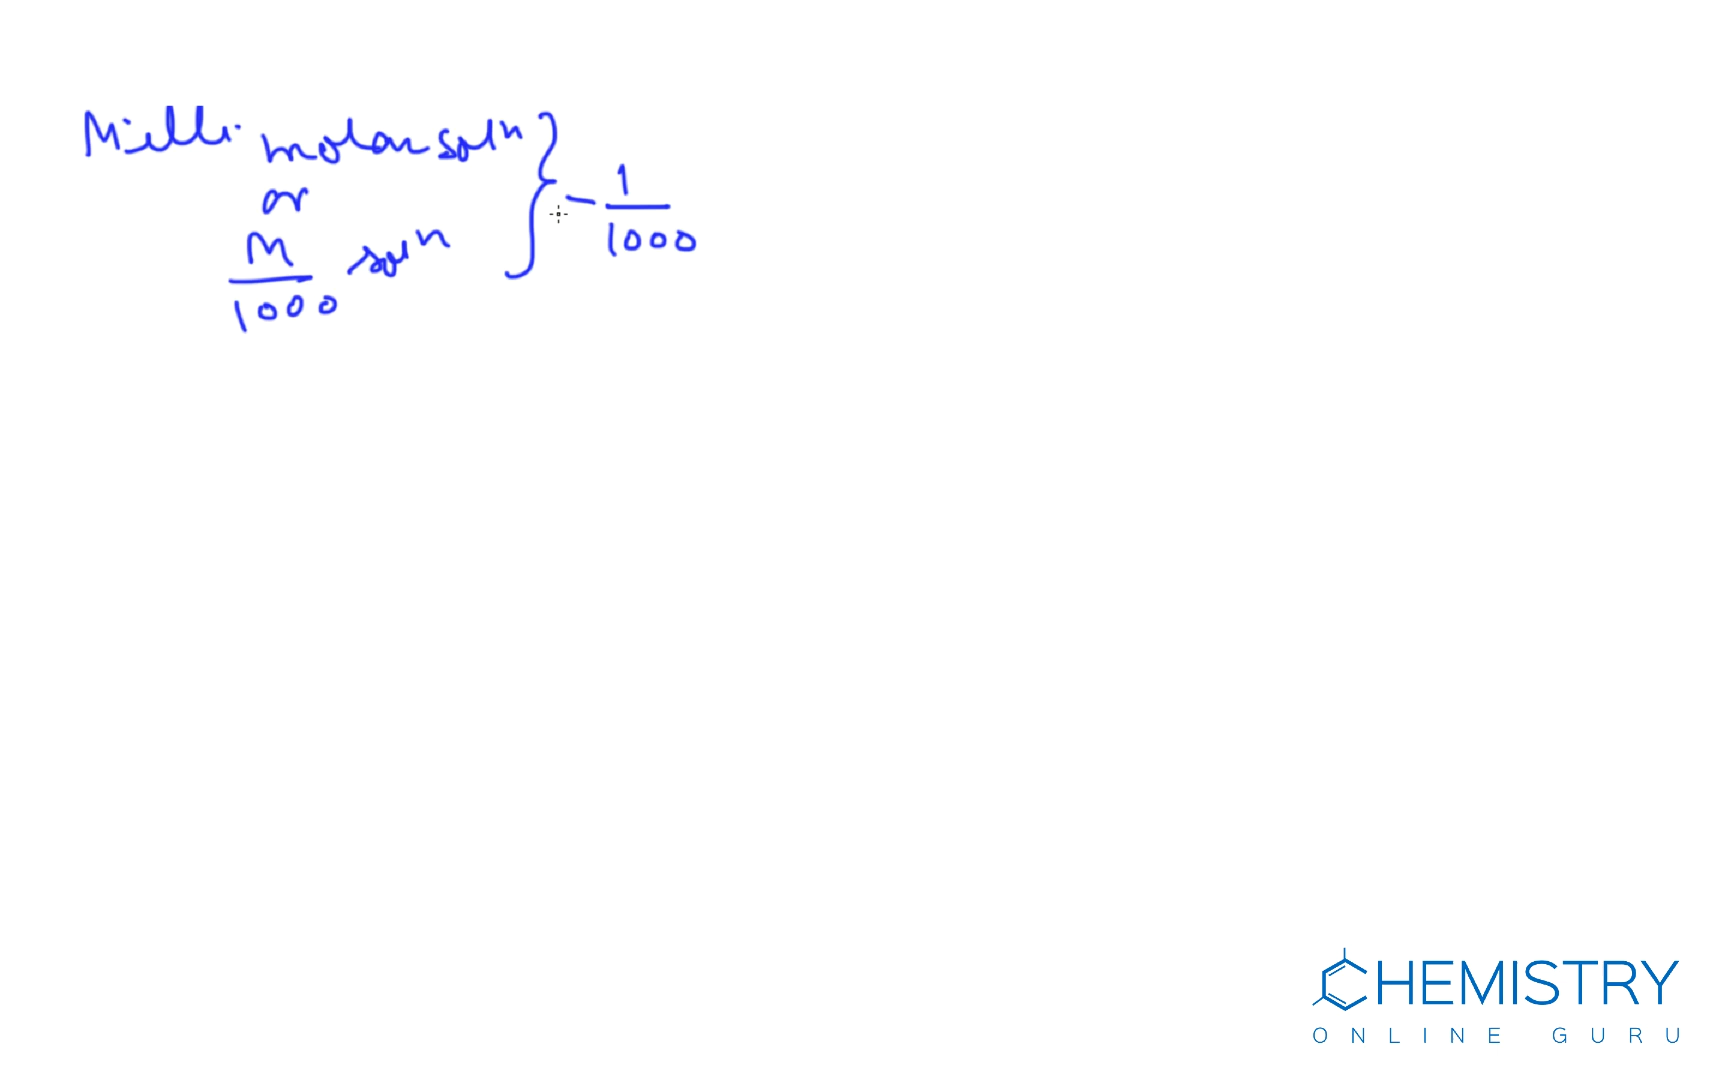 Milli molar solⁿ
or
M/1000 solⁿ } - 1/1000
CHEMISTRY
ONLINE GURU